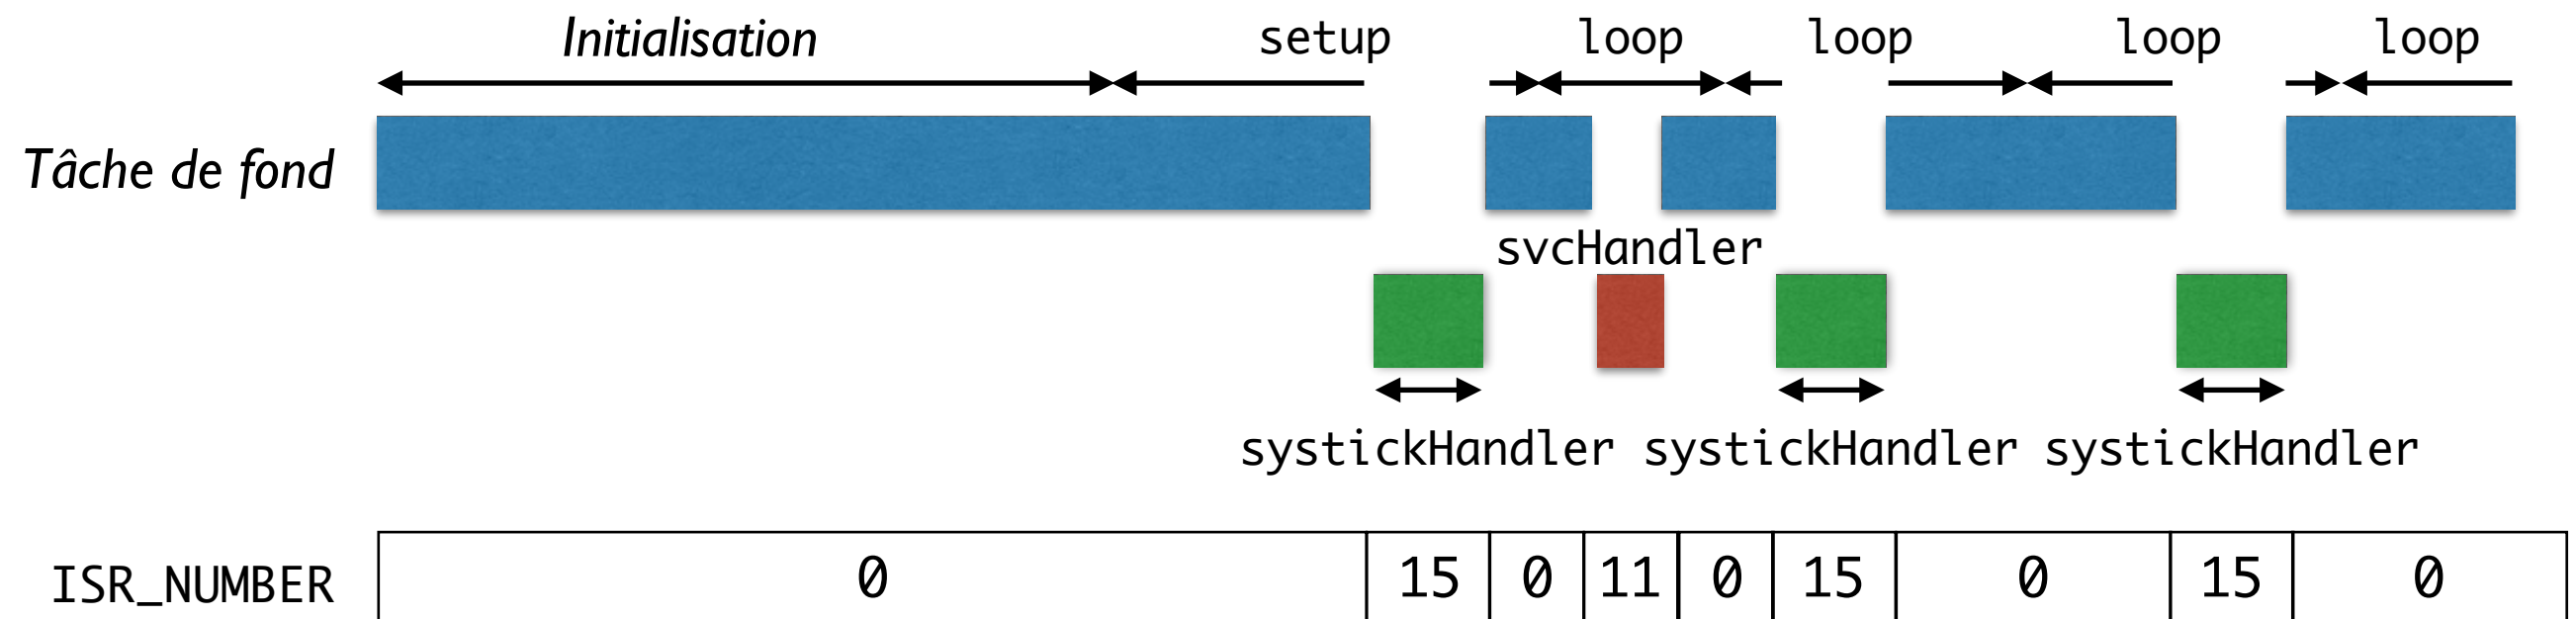 Initialisation setup loop loop loop loop
Tâche de fond
svcHandler
systickHandler systickHandler systickHandler
ISR_NUMBER 0 15 0 11 0 15 0 15 0